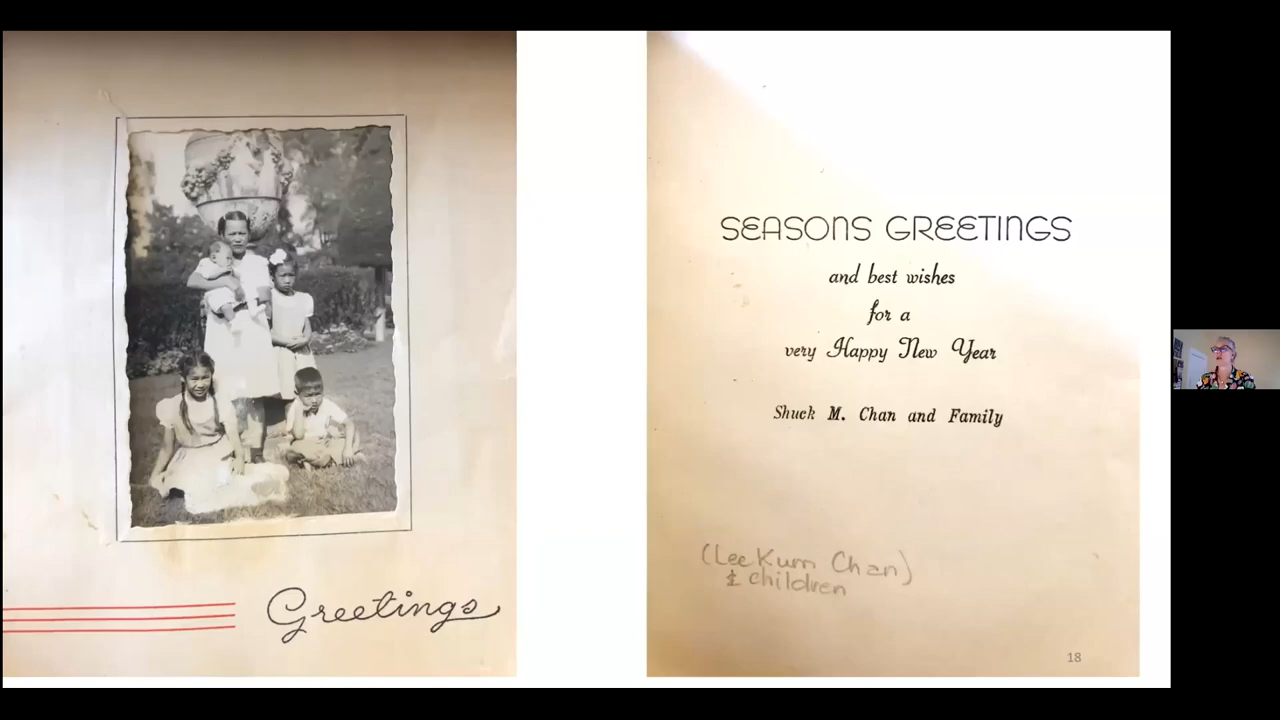 Greetings
SEASONS GREETINGS
and best wishes
for a
very Happy New Year
Shuck M. Chan and Family
(Lee Kum Chan)
& children
18